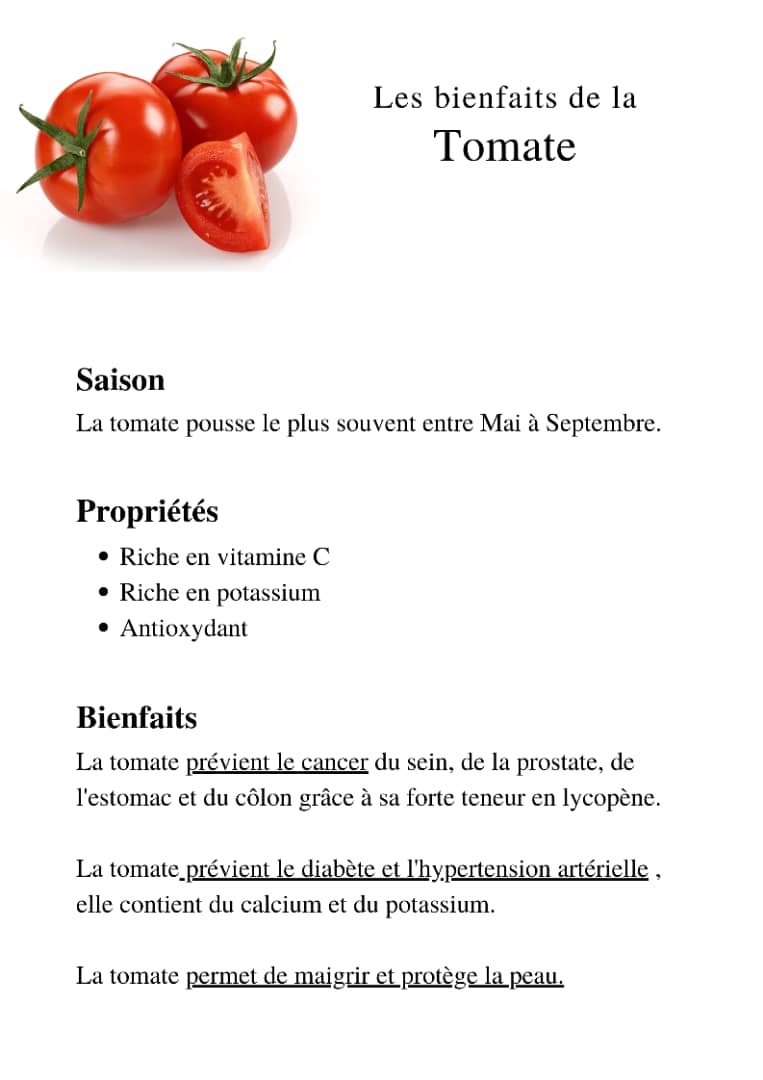 Les bienfaits de la
Tomate
Saison
La tomate pousse le plus souvent entre Mai à Septembre.
Propriétés
• Riche en vitamine C
• Riche en potassium
• Antioxydant
Bienfaits
La tomate prévient le cancer du sein, de la prostate, de
l'estomac et du côlon grâce à sa forte teneur en lycopène.
La tomate prévient le diabète et l'hypertension artérielle ,
elle contient du calcium et du potassium.
La tomate permet de maigrir et protège la peau.